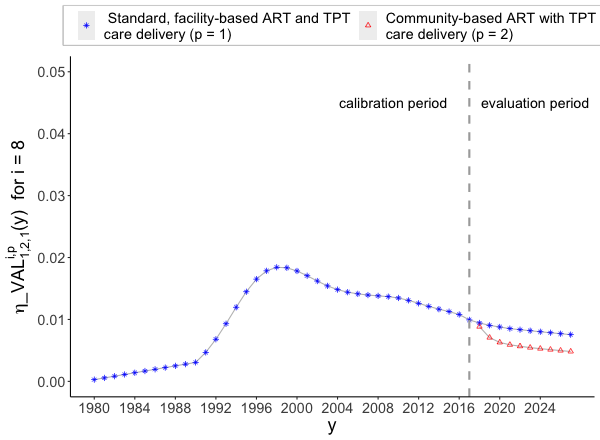 Standard, facility-based ART and TPT
care delivery (p = 1)
Community-based ART with TPT
care delivery (p = 2)
0.05
0.04
0.03
0.02
0.01
0.00
calibration period
evaluation period
η_VAL i,p 1,2,1 (y) for i = 8
1980 1984 1988 1992 1996 2000 2004 2008 2012 2016 2020 2024
y